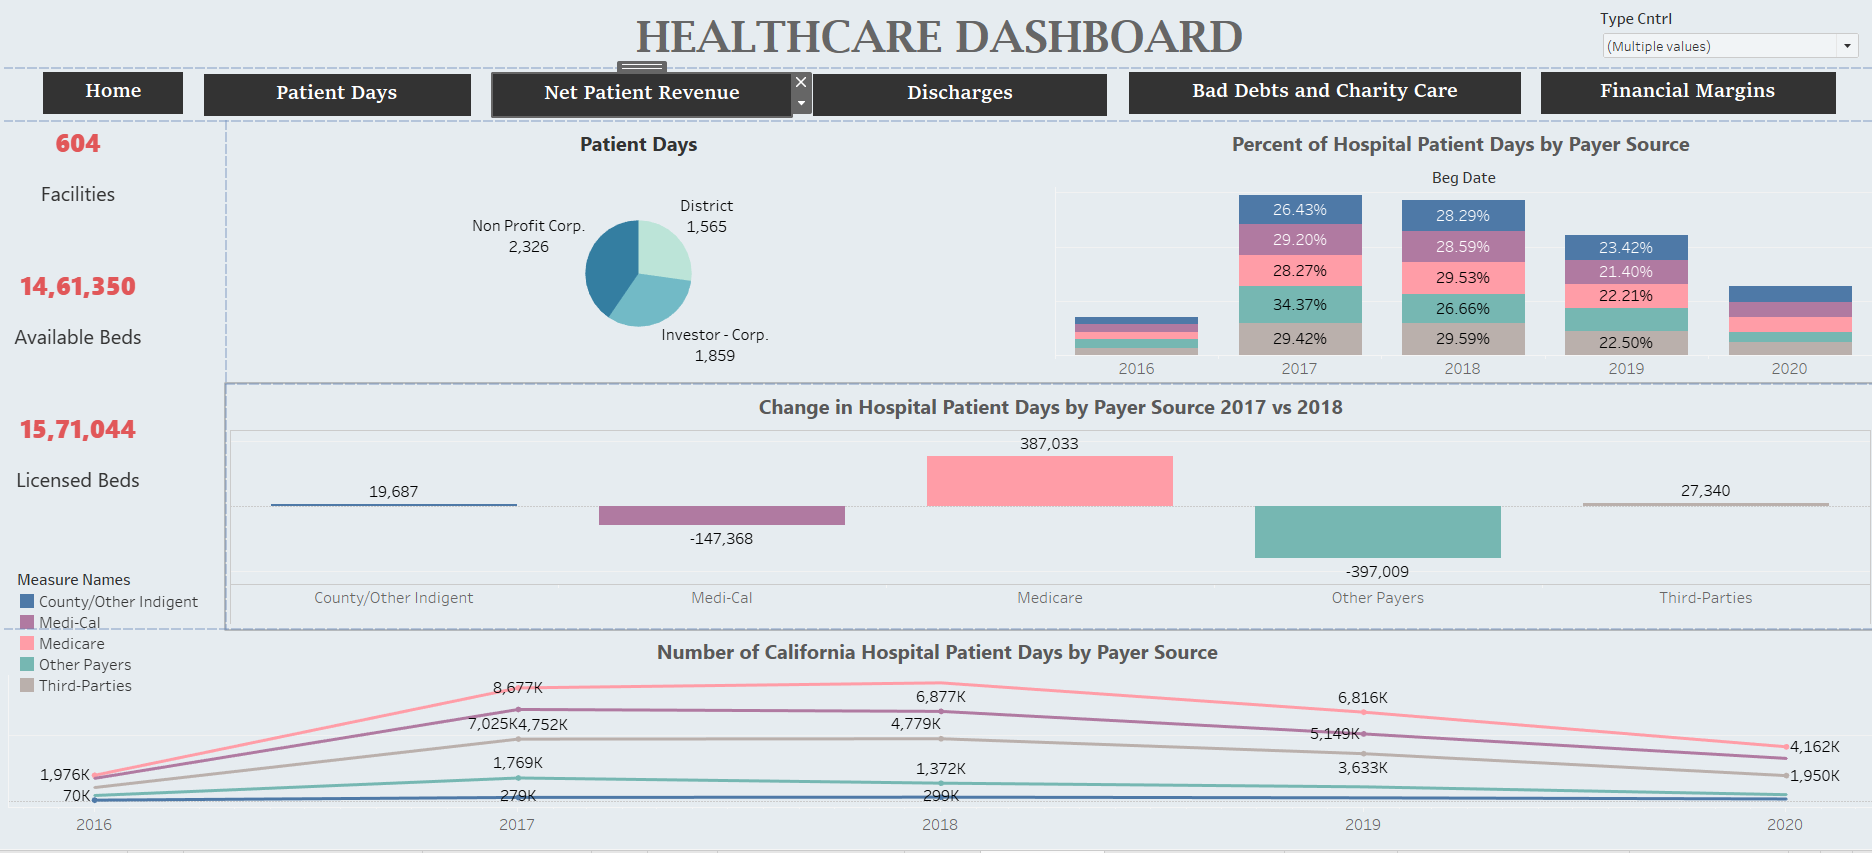 HEALTHCARE DASHBOARD
Type Cntrl
(Multiple values)
Home
Patient Days
Net Patient Revenue
Discharges
Bad Debts and Charity Care
Financial Margins
604
Facilities
14,61,350
Available Beds
15,71,044
Licensed Beds
Measure Names
County/Other Indigent
Medi-Cal
Medicare
Other Payers
Third-Parties
Patient Days
District
1,565
Non Profit Corp.
2,326
Investor - Corp.
1,859
Percent of Hospital Patient Days by Payer Source
Beg Date
26.43%
29.20%
28.27%
34.37%
29.42%
28.29%
28.59%
29.53%
26.66%
29.59%
23.42%
21.40%
22.21%
22.50%
2016 2017 2018 2019 2020
Change in Hospital Patient Days by Payer Source 2017 vs 2018
19,687
-147,368
387,033
-397,009
27,340
County/Other Indigent Medi-Cal Medicare Other Payers Third-Parties
Number of California Hospital Patient Days by Payer Source
1,976K
70K
8,677K
7,025K 4,752K
1,769K
279K
6,877K
4,779K
1,372K
299K
6,816K
5,149K
3,633K
4,162K
1,950K
2016 2017 2018 2019 2020